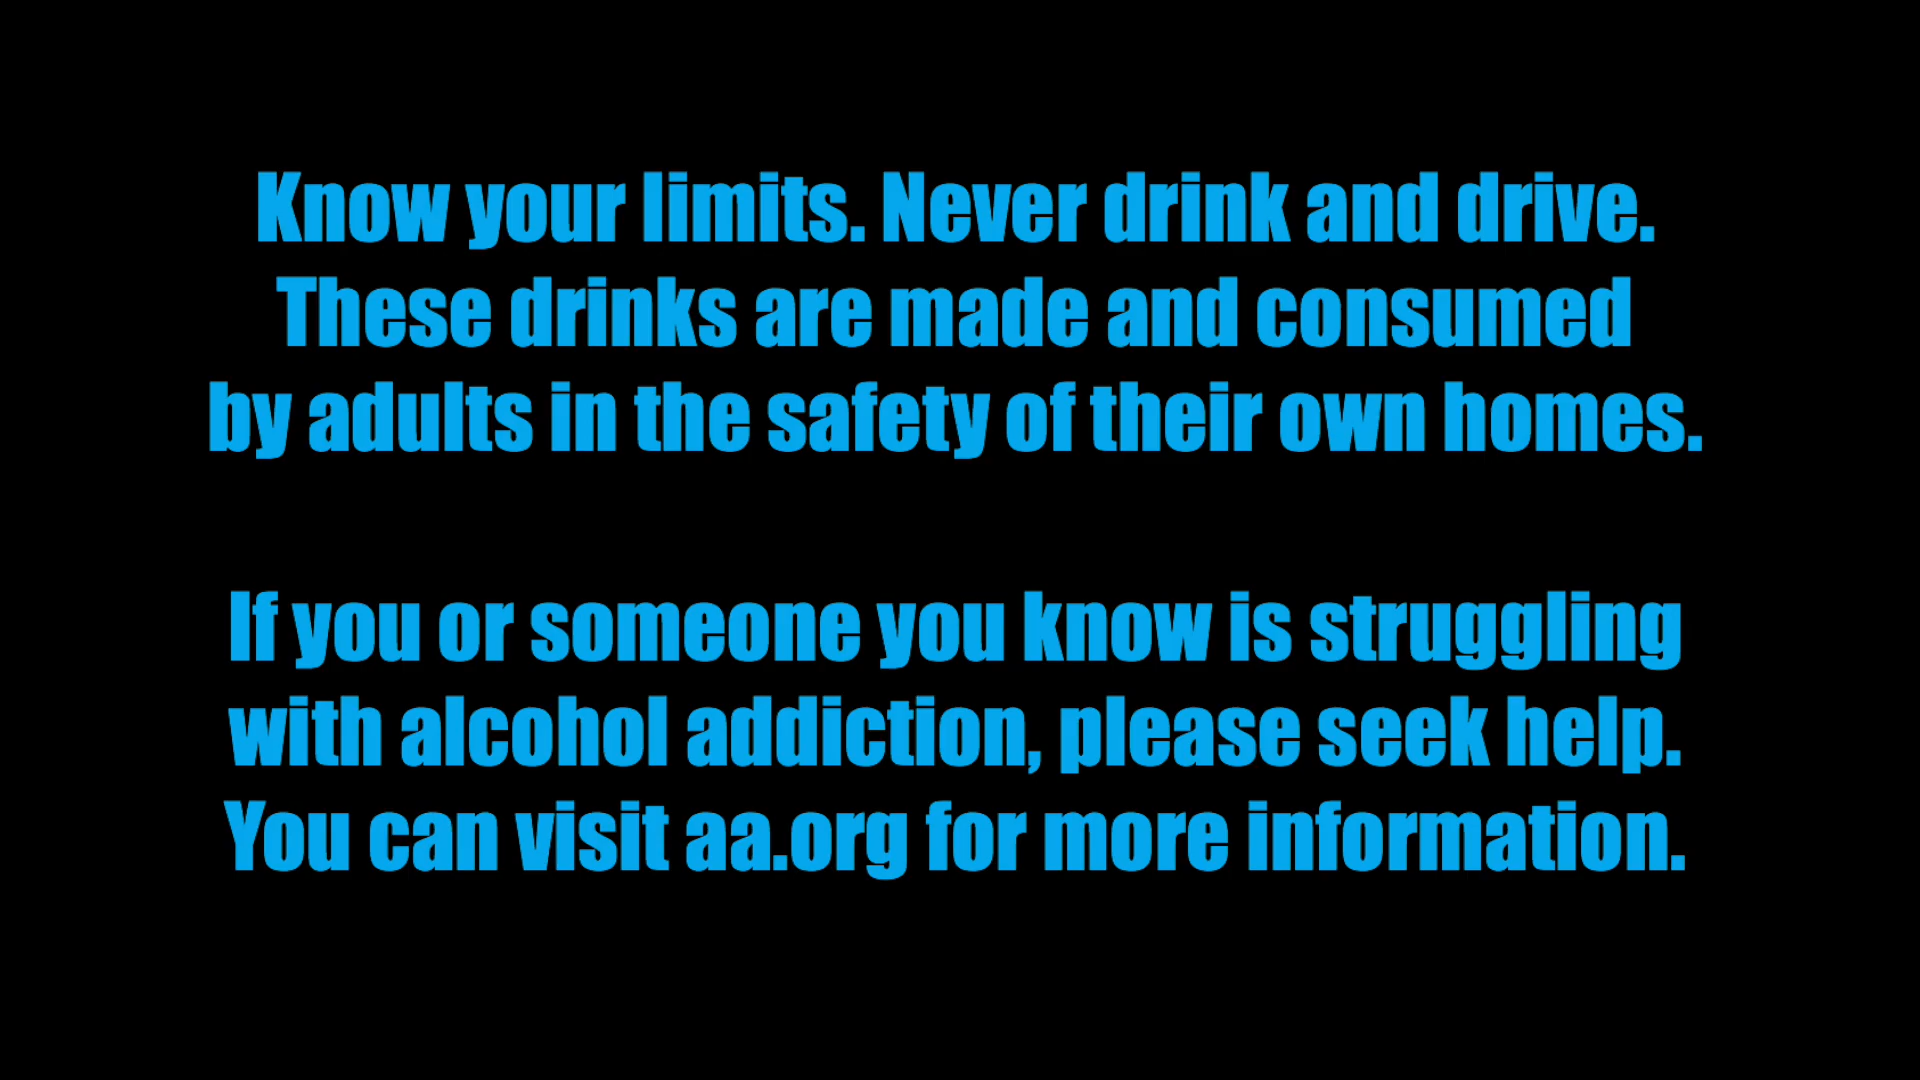 Know your limits. Never drink and drive.
These drinks are made and consumed
by adults in the safety of their own homes.
If you or someone you know is struggling
with alcohol addiction, please seek help.
You can visit aa.org for more information.